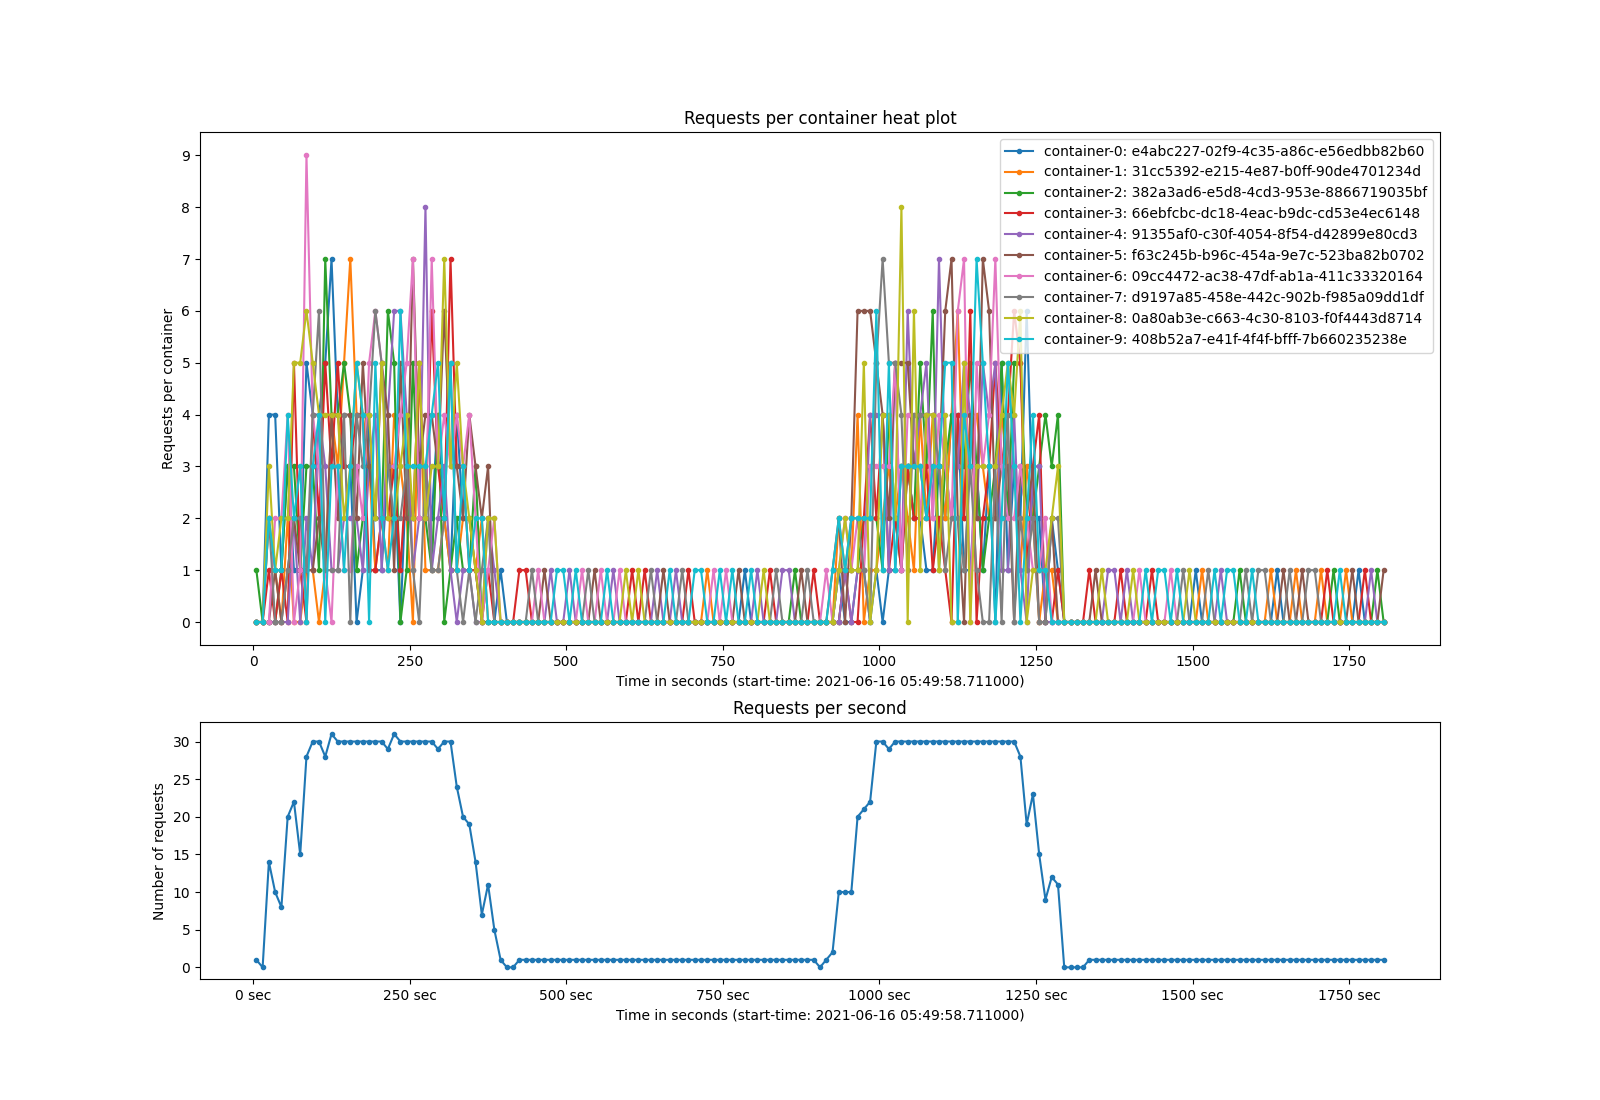 Requests per container heat plot
9
8
7
6
5
4
3
2
1
0
Requests per container
container-0: e4abc227-02f9-4c35-a86c-e56edbb82b60
container-1: 31cc5392-e215-4e87-b0ff-90de4701234d
container-2: 382a3ad6-e5d8-4cd3-953e-8866719035bf
container-3: 66ebfcbc-dc18-4eac-b9dc-cd53e4ec6148
container-4: 91355af0-c30f-4054-8f54-d42899e80cd3
container-5: f63c245b-b96c-454a-9e7c-523ba82b0702
container-6: 09cc4472-ac38-47df-ab1a-411c33320164
container-7: d9197a85-458e-442c-902b-f985a09dd1df
container-8: 0a80ab3e-c663-4c30-8103-f0f4443d8714
container-9: 408b52a7-e41f-4f4f-bfff-7b660235238e
0 250 500 750 1000 1250 1500 1750
Time in seconds (start-time: 2021-06-16 05:49:58.711000)
Requests per second
30
25
20
15
10
5
0
Number of requests
0 sec 250 sec 500 sec 750 sec 1000 sec 1250 sec 1500 sec 1750 sec
Time in seconds (start-time: 2021-06-16 05:49:58.711000)